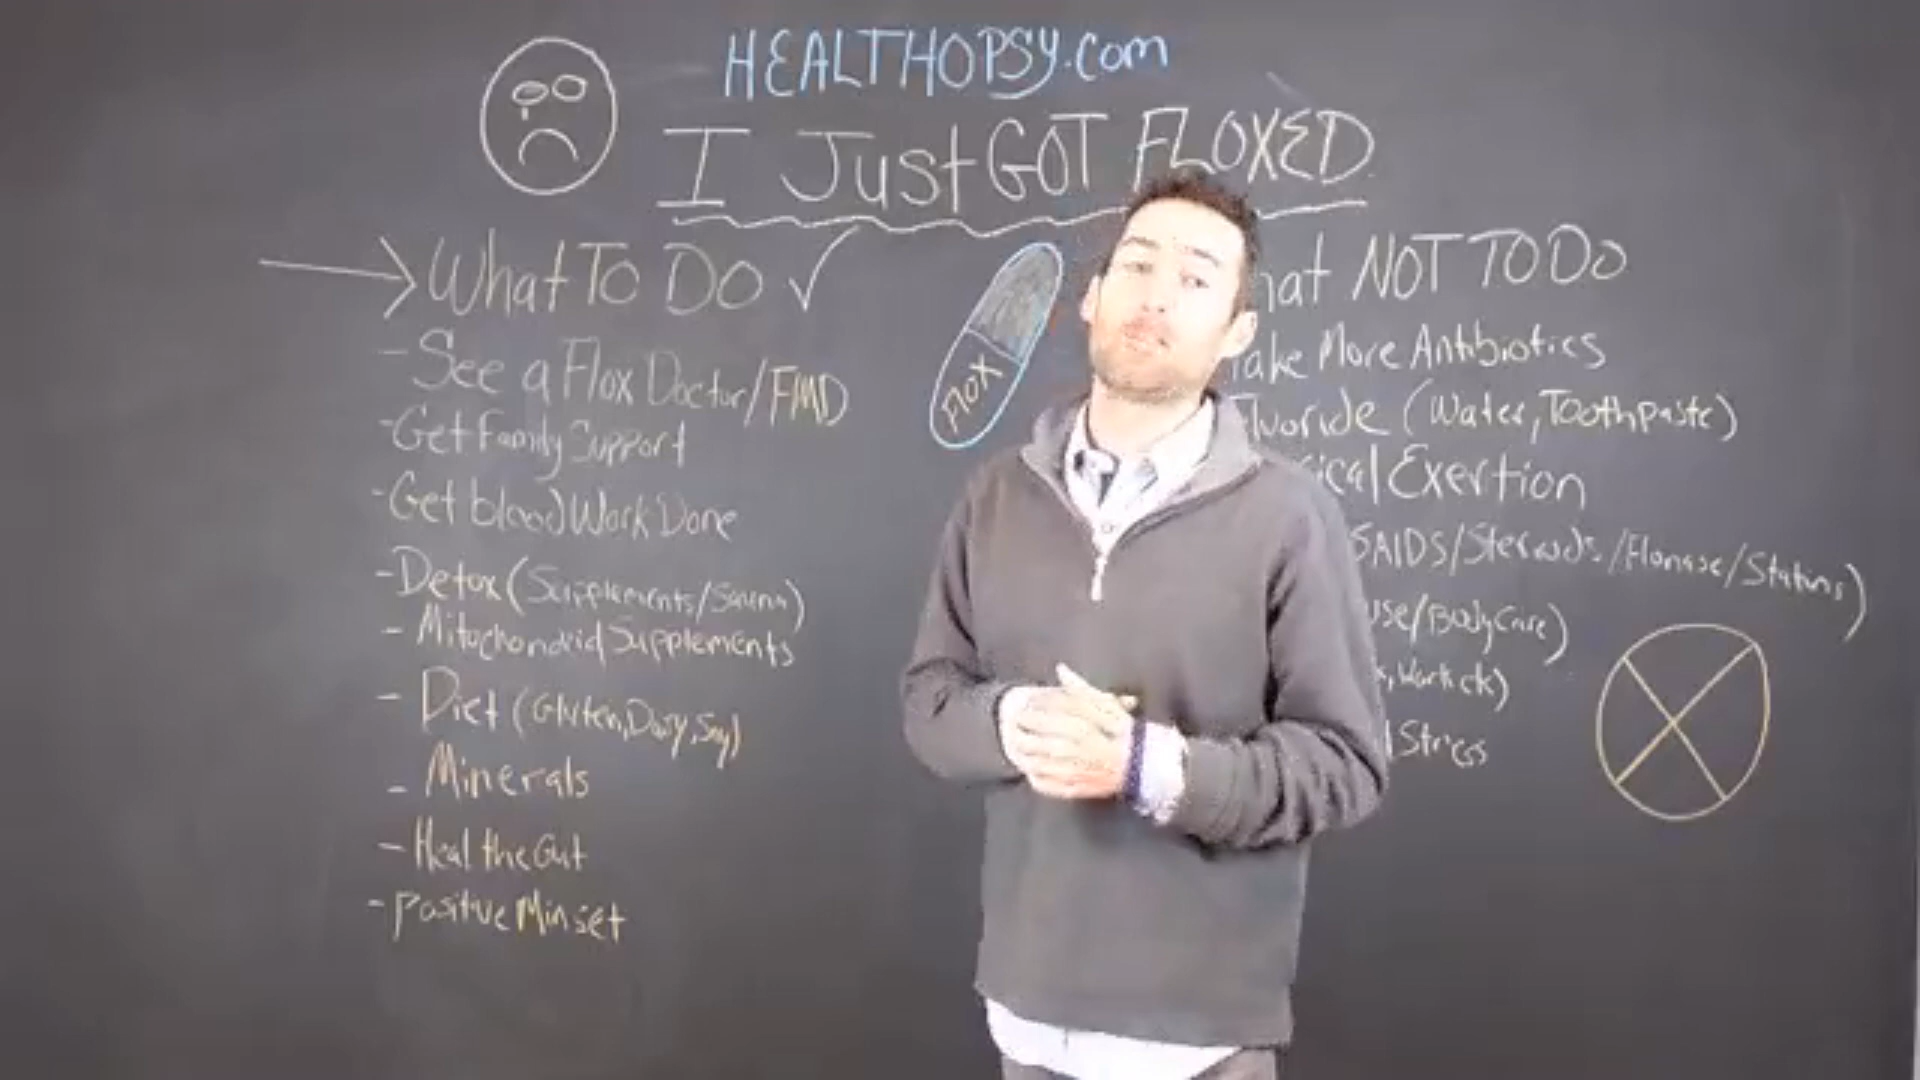 HEALTHOPSY.com
I Just GOT FLOXED
What To DO ✓
- See a Flox Doctor/FMD
- Get Family Support
- Get blood Work Done
- Detox (Supplements/Sauna)
- Mitochondrial Supplements
- Diet (Gluten, Dairy, Soy)
- Minerals
- Heal the Gut
- Positive Minset
FLOX
hat NOT TO DO
Take More Antibiotics
Fluoride (Water, Toothpaste)
ical Exertion
SAIDS/Steroids/Flonase/Statins)
use/Body Care)
Stress